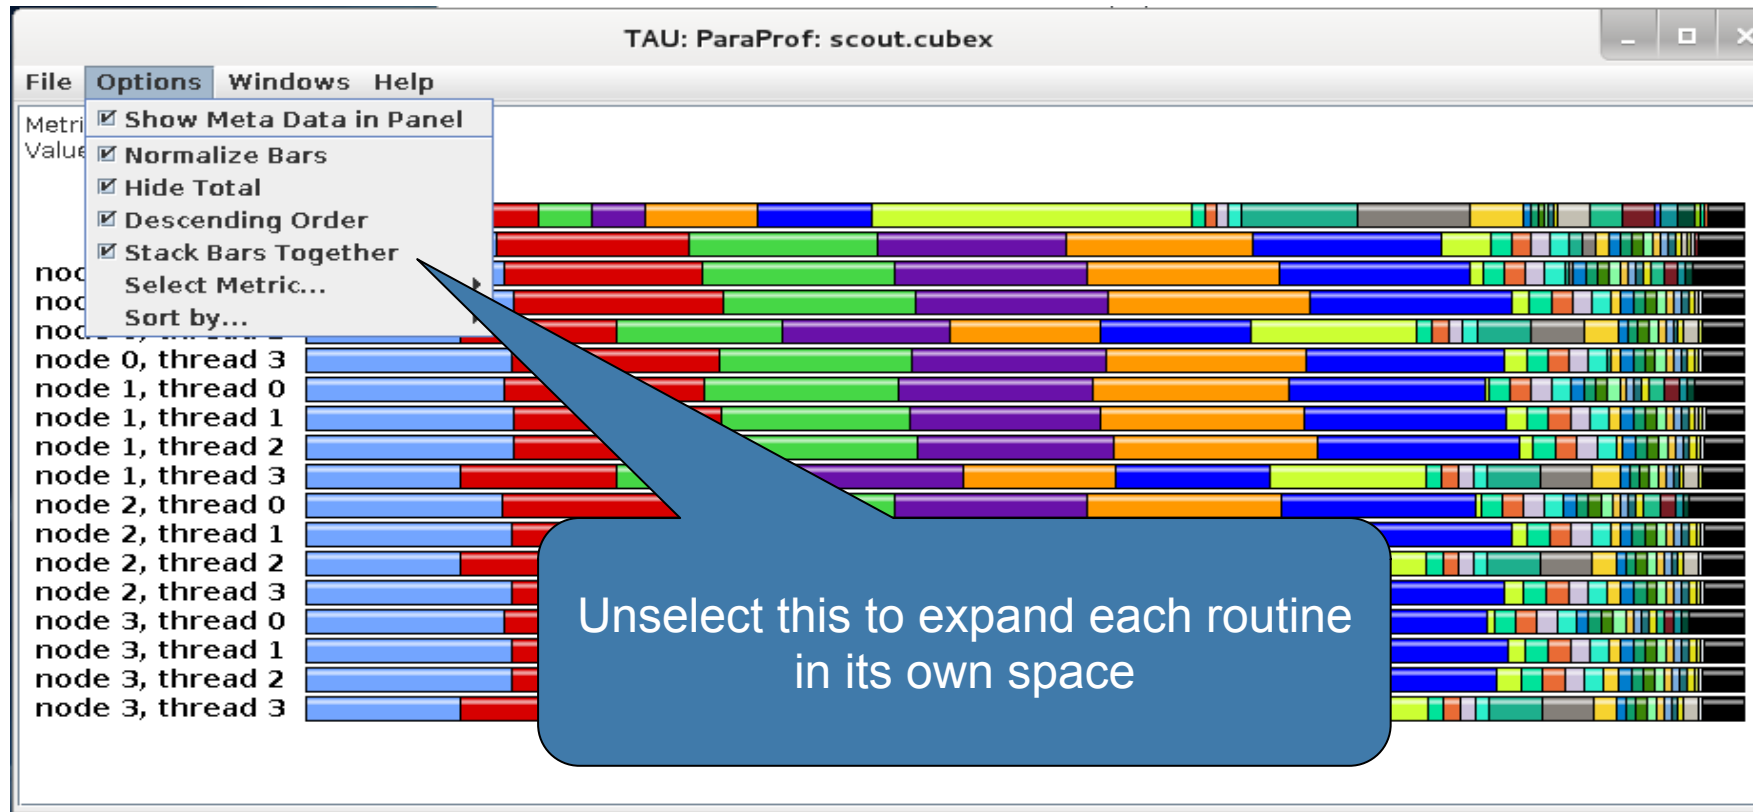 TAU: ParaProf: scout.cubex
File Options Windows Help
Metri
Value
Show Meta Data in Panel
Normalize Bars
Hide Total
Descending Order
Stack Bars Together
Select Metric...
Sort by...
node 0, thread 3
node 1, thread 0
node 1, thread 1
node 1, thread 2
node 1, thread 3
node 2, thread 0
node 2, thread 1
node 2, thread 2
node 2, thread 3
node 3, thread 0
node 3, thread 1
node 3, thread 2
node 3, thread 3
Unselect this to expand each routine
in its own space